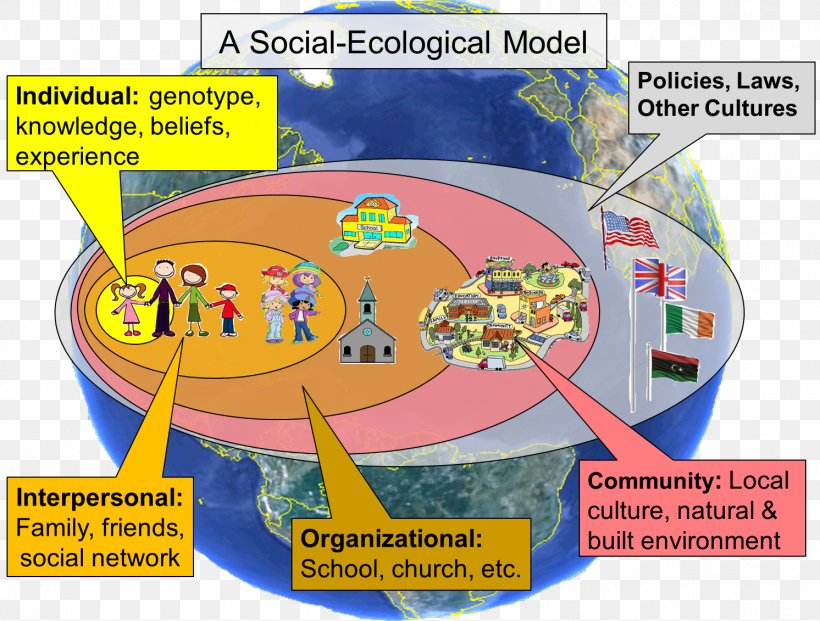 A Social-Ecological Model
Individual: genotype,
knowledge, beliefs,
experience
Policies, Laws,
Other Cultures
School
Interpersonal:
Family, friends,
social network
Organizational:
School, church, etc.
Community: Local
culture, natural &
built environment